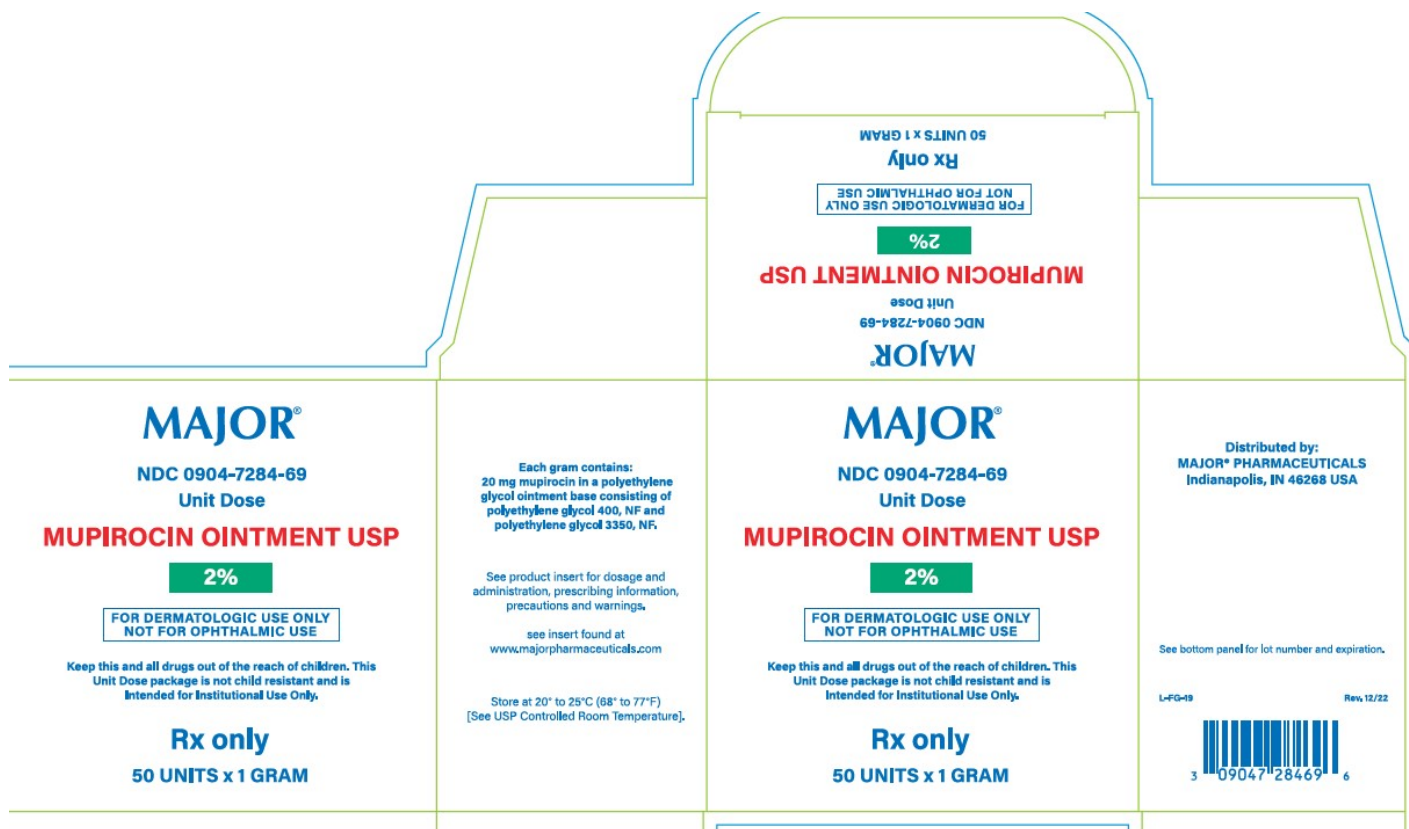 50 UNITS x 1 GRAM
Rx only
FOR DERMATOLOGIC USE ONLY
NOT FOR OPHTHALMIC USE
2%
MUPIROCIN OINTMENT USP
Unit Dose
NDC 0904-7284-69
MAJOR®
MAJOR®
NDC 0904-7284-69
Unit Dose
MUPIROCIN OINTMENT USP
2%
FOR DERMATOLOGIC USE ONLY
NOT FOR OPHTHALMIC USE
Keep this and all drugs out of the reach of children. This
Unit Dose package is not child resistant and is
Intended for Institutional Use Only.
Rx only
50 UNITS x 1 GRAM
Each gram contains:
20 mg mupirocin in a polyethylene
glycol ointment base consisting of
polyethylene glycol 400, NF and
polyethylene glycol 3350, NF.
See product insert for dosage and
administration, prescribing information,
precautions and warnings.
see insert found at
www.majorpharmaceuticals.com
Store at 20° to 25°C (68° to 77°F)
[See USP Controlled Room Temperature].
MAJOR®
NDC 0904-7284-69
Unit Dose
MUPIROCIN OINTMENT USP
2%
FOR DERMATOLOGIC USE ONLY
NOT FOR OPHTHALMIC USE
Keep this and all drugs out of the reach of children. This
Unit Dose package is not child resistant and is
Intended for Institutional Use Only.
Rx only
50 UNITS x 1 GRAM
Distributed by:
MAJOR® PHARMACEUTICALS
Indianapolis, IN 46268 USA
See bottom panel for lot number and expiration.
L-FG-19 Rev. 12/22
3 09047 28469 6